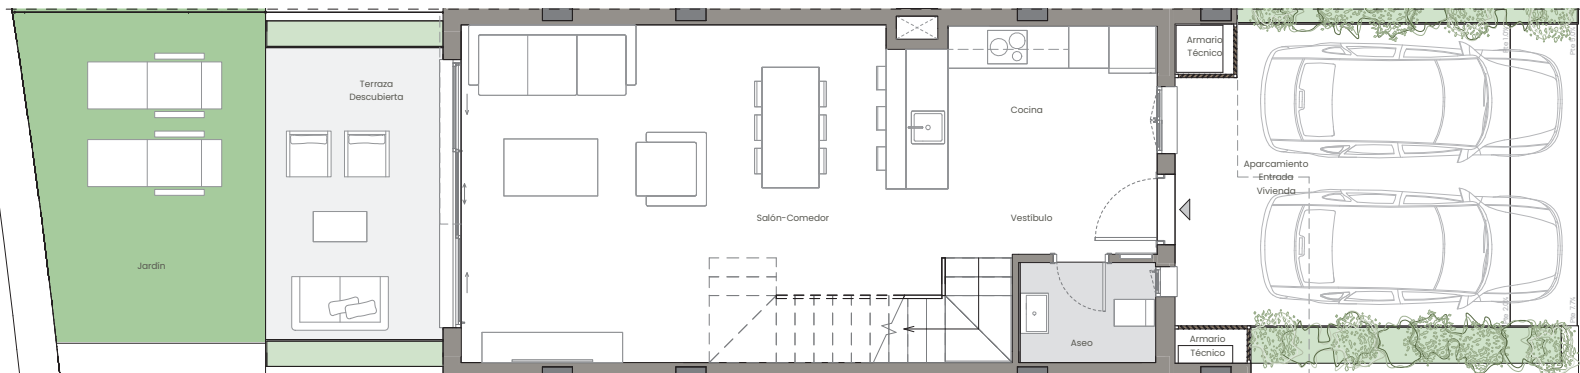 Terraza
Descubierta
Jardín
Salón-Comedor
Cocina
Vestíbulo
Aseo
Armario
Técnico
Aparcamiento
Entrada
Vivienda
Armario
Técnico